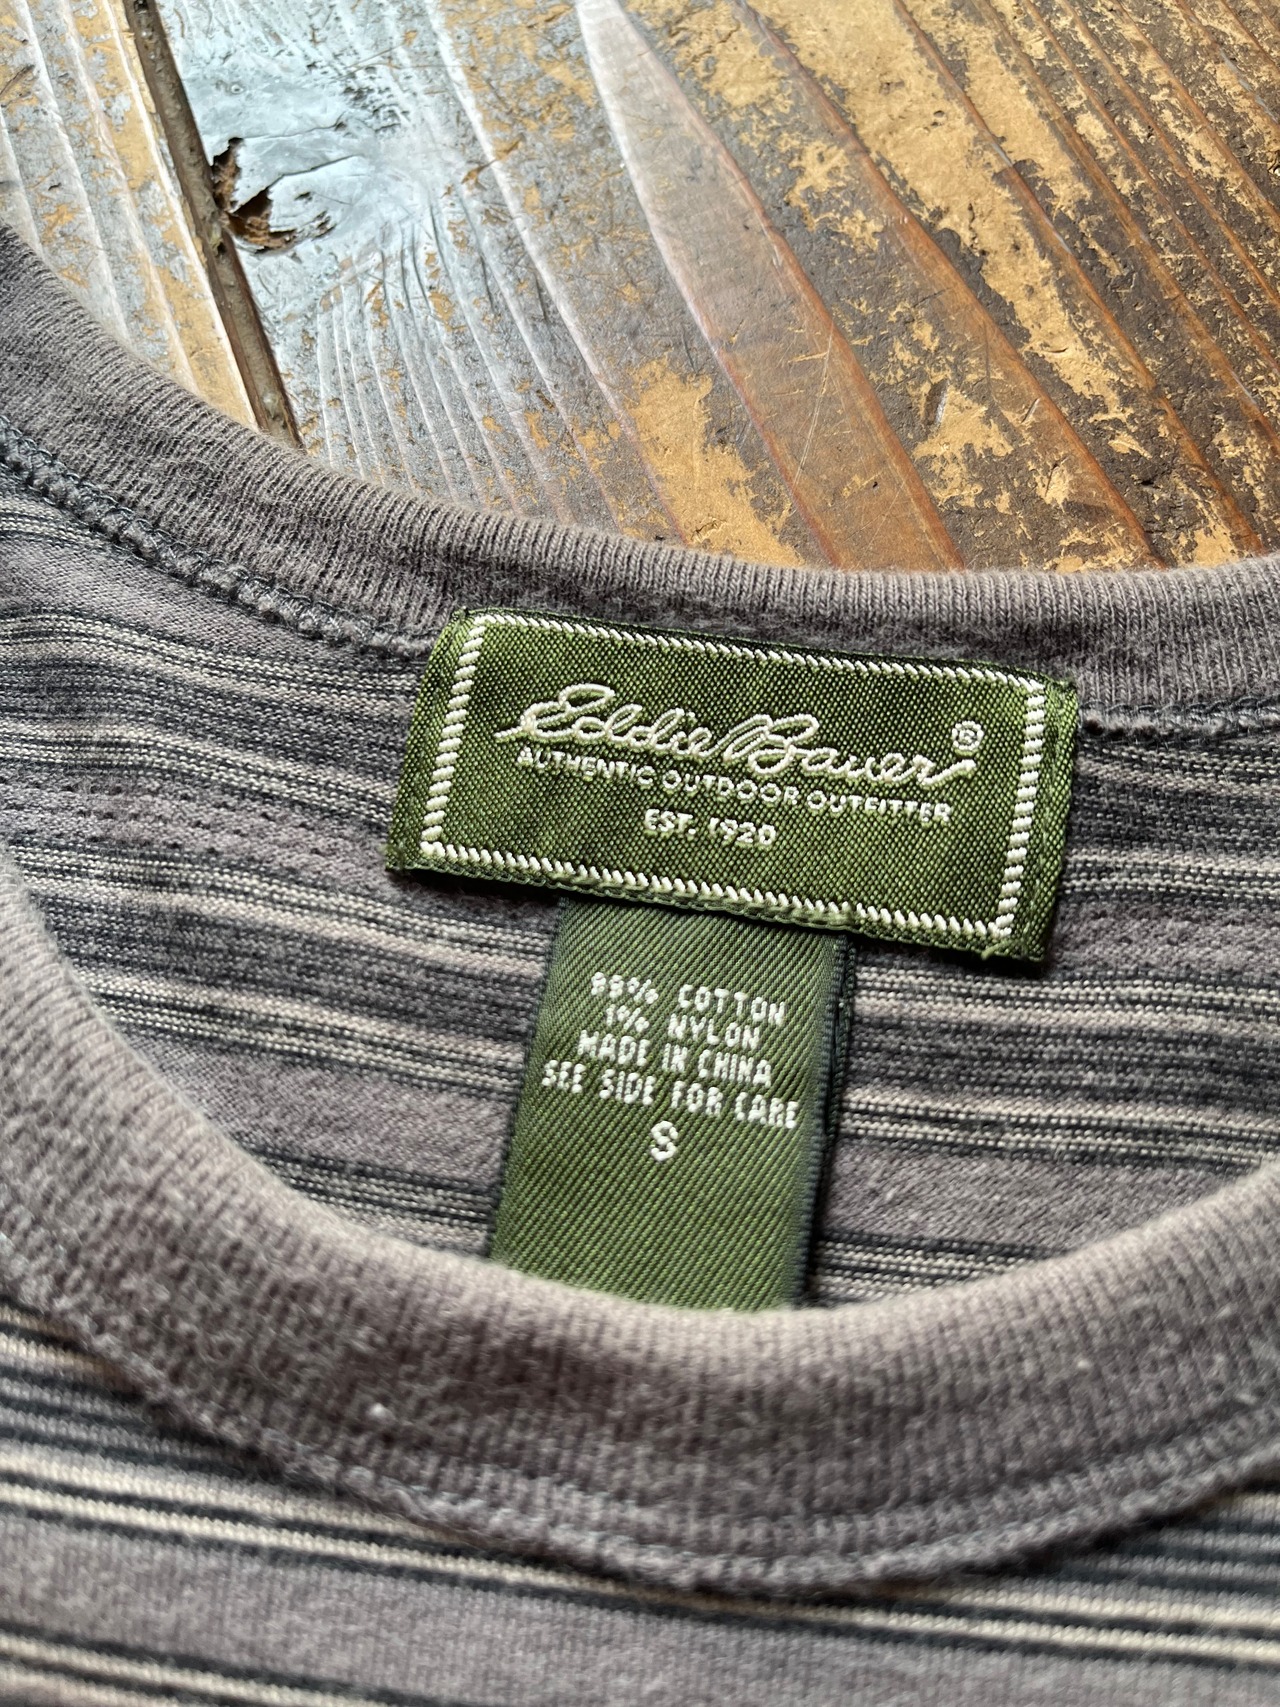 Eddie Bauer®
AUTHENTIC OUTDOOR OUTFITTER
EST. 1920
99% COTTON
1% NYLON
MADE IN CHINA
SEE SIDE FOR CARE
S